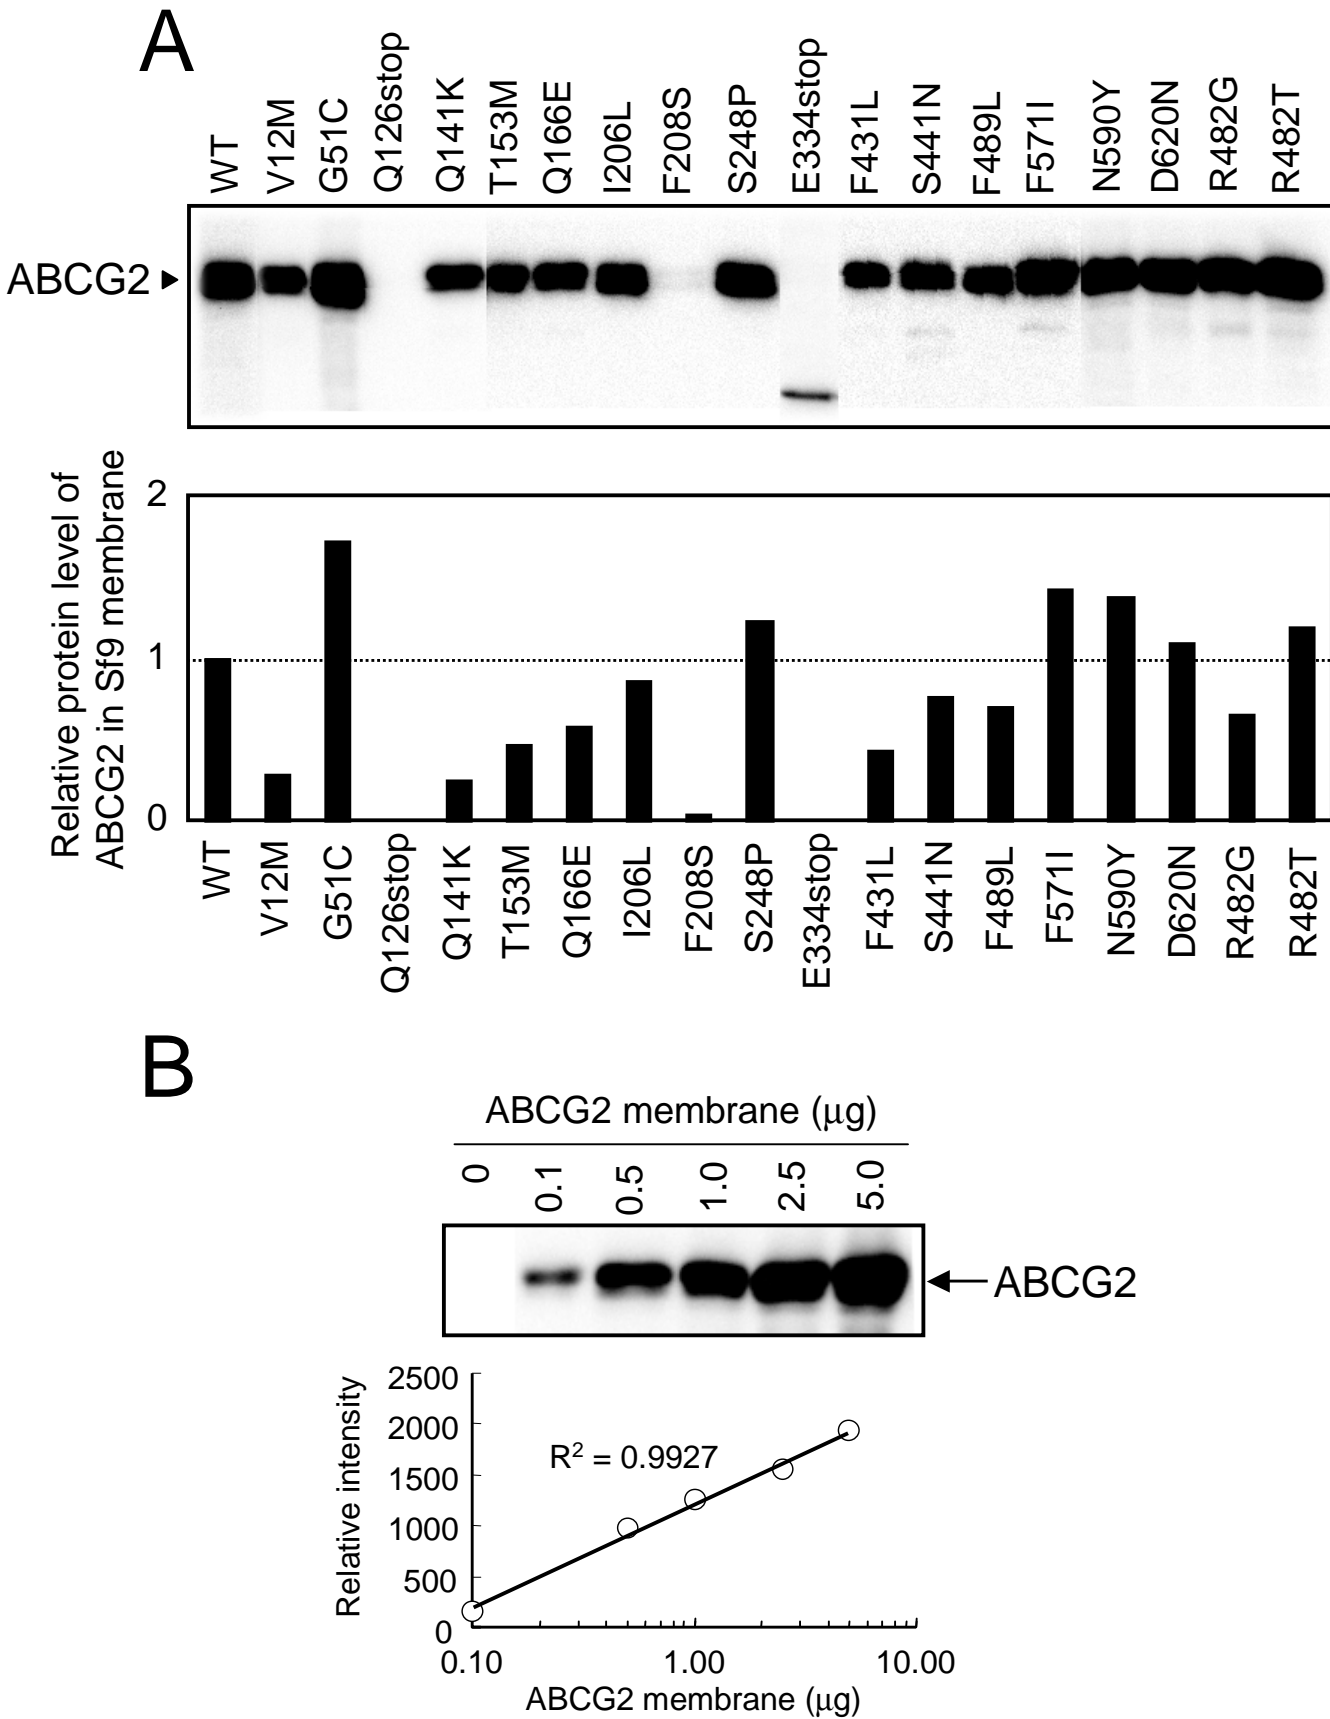 A
WT V12M G51C Q126stop Q141K T153M Q166E I206L F208S S248P E334stop F431L S441N F489L F571I N590Y D620N R482G R482T
ABCG2
Relative protein level of
ABCG2 in Sf9 membrane
2
1
0
WT V12M G51C Q126stop Q141K T153M Q166E I206L F208S S248P E334stop F431L S441N F489L F571I N590Y D620N R482G R482T
B
ABCG2 membrane (μg)
0 0.1 0.5 1.0 2.5 5.0
ABCG2
Relative intensity
2500
2000
1500
1000
500
0
R² = 0.9927
0.10 1.00 10.00
ABCG2 membrane (μg)